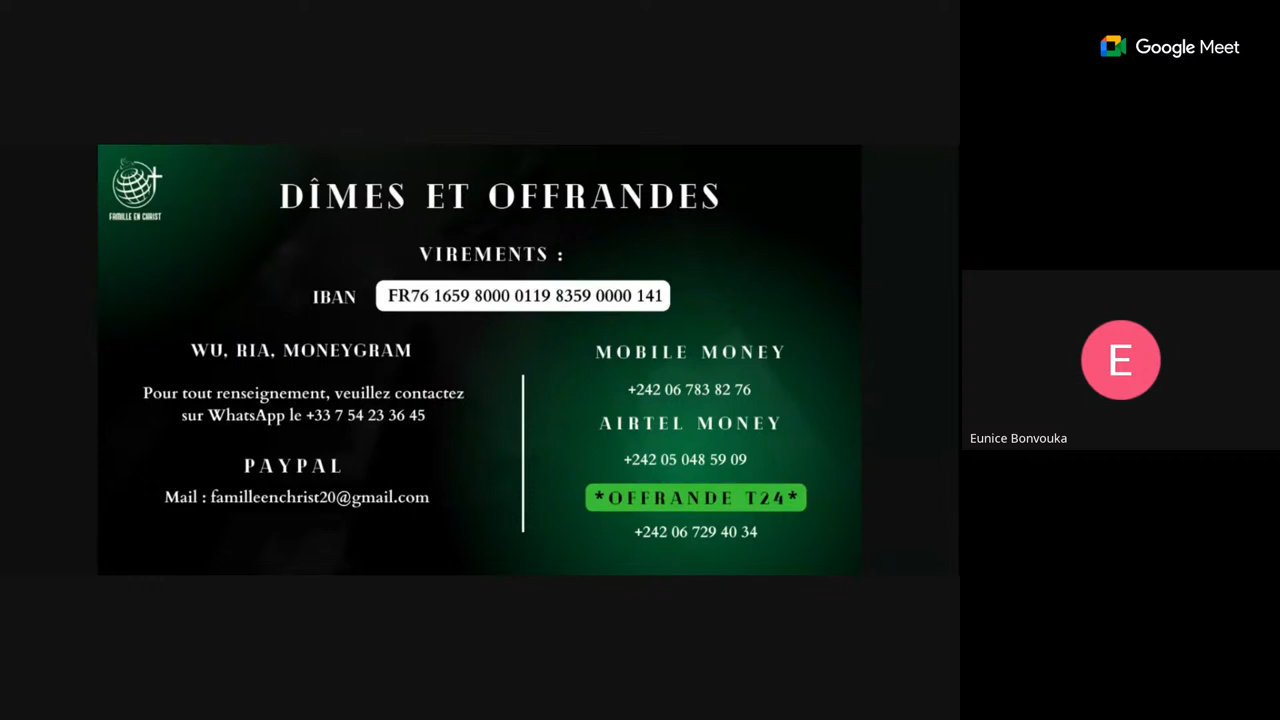 Google Meet
FAMILLE EN CHRIST
DÎMES ET OFFRANDES
VIREMENTS :
IBAN FR76 1659 8000 0119 8359 0000 141
WU, RIA, MONEYGRAM
Pour tout renseignement, veuillez contactez
sur WhatsApp le +33 7 54 23 36 45
PAYPAL
Mail : familleenchrist20@gmail.com
MOBILE MONEY
+242 06 783 82 76
AIRTEL MONEY
+242 05 048 59 09
*OFFRANDE T24*
+242 06 729 40 34
E
Eunice Bonvouka